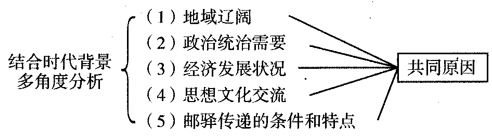 结合时代背景
多角度分析
（1）地域辽阔
（2）政治统治需要
（3）经济发展状况
（4）思想文化交流
（5）邮驿传递的条件和特点
共同原因